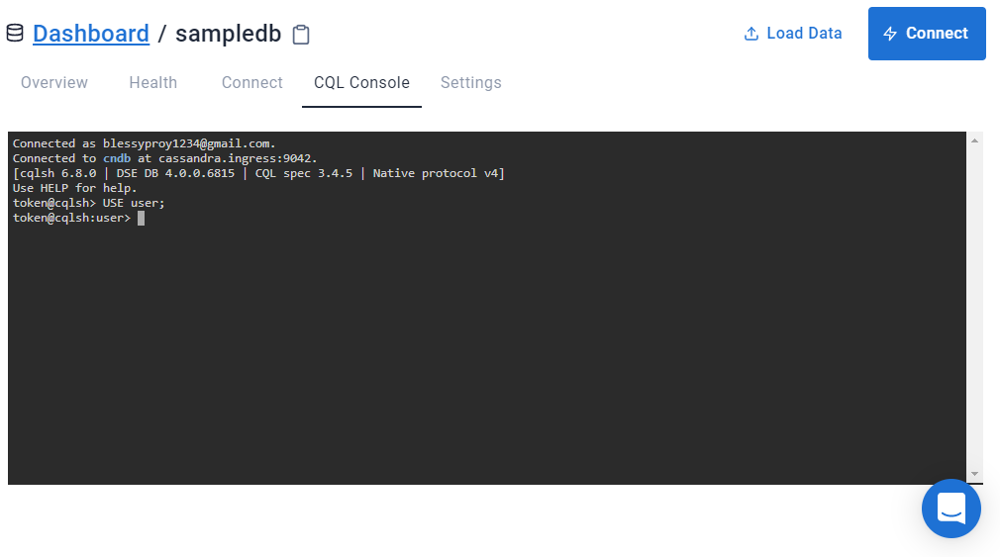 Dashboard / sampledb
Load Data
Connect
Overview Health Connect CQL Console Settings
Connected as blessyproy1234@gmail.com.
Connected to cndb at cassandra.ingress:9042.
[cqlsh 6.8.0 | DSE DB 4.0.0.6815 | CQL spec 3.4.5 | Native protocol v4]
Use HELP for help.
token@cqlsh> USE user;
token@cqlsh:user>